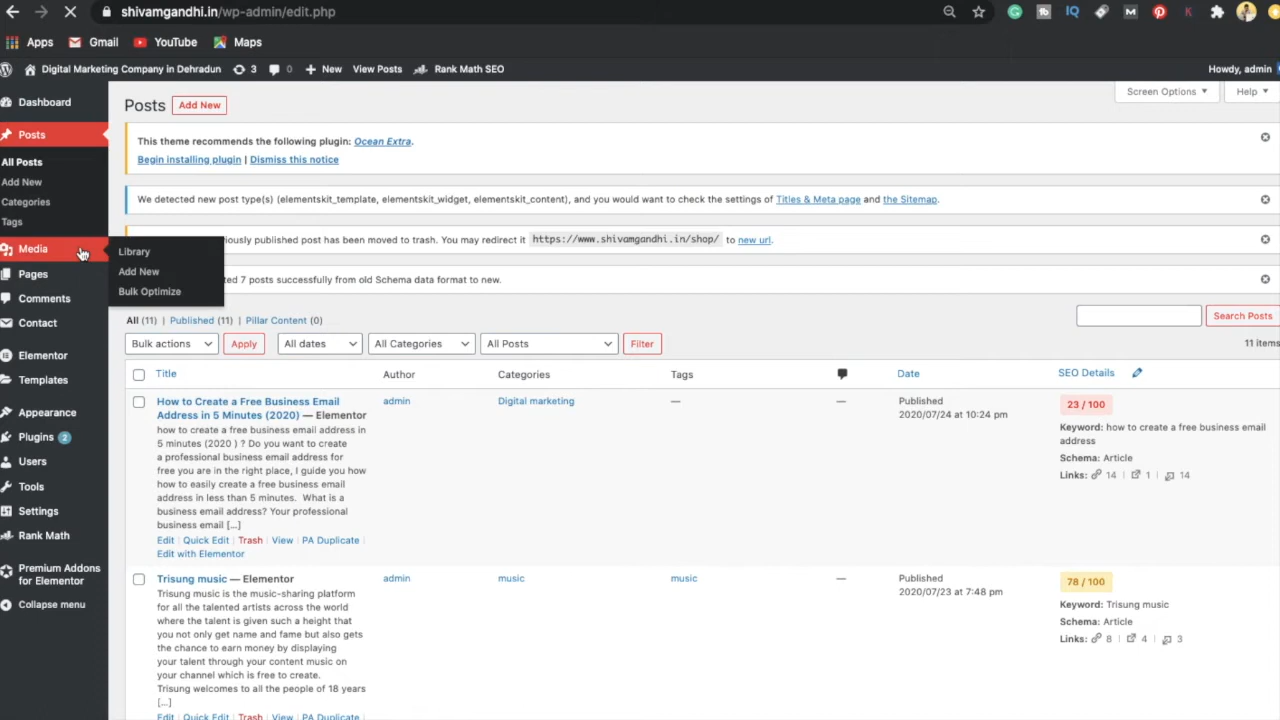 shivamgandhi.in/wp-admin/edit.php
Apps Gmail YouTube Maps
Digital Marketing Company in Dehradun 3 0 New View Posts Rank Math SEO Howdy, admin
Dashboard
Posts
All Posts
Add New
Categories
Tags
Media
Library
Add New
Bulk Optimize
Pages
Comments
Contact
Elementor
Templates
Appearance
Plugins 2
Users
Tools
Settings
Rank Math
Premium Addons
for Elementor
Collapse menu
Posts Add New
Screen Options Help
This theme recommends the following plugin: Ocean Extra.
Begin installing plugin | Dismiss this notice
We detected new post type(s) (elementskit_template, elementskit_widget, elementskit_content), and you would want to check the settings of Titles & Meta page and the Sitemap.
iously published post has been moved to trash. You may redirect it https://www.shivamgandhi.in/shop/ to new url.
ted 7 posts successfully from old Schema data format to new.
All (11) | Published (11) | Pillar Content (0)
Search Posts
Bulk actions Apply All dates All Categories All Posts Filter
11 items
Title Author Categories Tags Date SEO Details
How to Create a Free Business Email
Address in 5 Minutes (2020) — Elementor
how to create a free business email address in
5 minutes (2020 ) ? Do you want to create
a professional business email address for
free you are in the right place, I guide you how
how to easily create a free business email
address in less than 5 minutes. What is a
business email address? Your professional
business email [...]
Edit | Quick Edit | Trash | View | PA Duplicate |
Edit with Elementor
admin
Digital marketing
—
—
Published
2020/07/24 at 10:24 pm
23 / 100
Keyword: how to create a free business email
address
Schema: Article
Links: 14 | 1 | 14
Trisung music — Elementor
Trisung music is the music-sharing platform
for all the talented artists across the world
where the talent is given such a height that
you not only get name and fame but also gets
the chance to earn money by displaying
your talent through your content music on
your channel which is free to create.
Trisung welcomes to all the people of 18 years
[...]
Edit | Quick Edit | Trash | View | PA Duplicate |
admin
music
music
—
Published
2020/07/23 at 7:48 pm
78 / 100
Keyword: Trisung music
Schema: Article
Links: 8 | 4 | 3